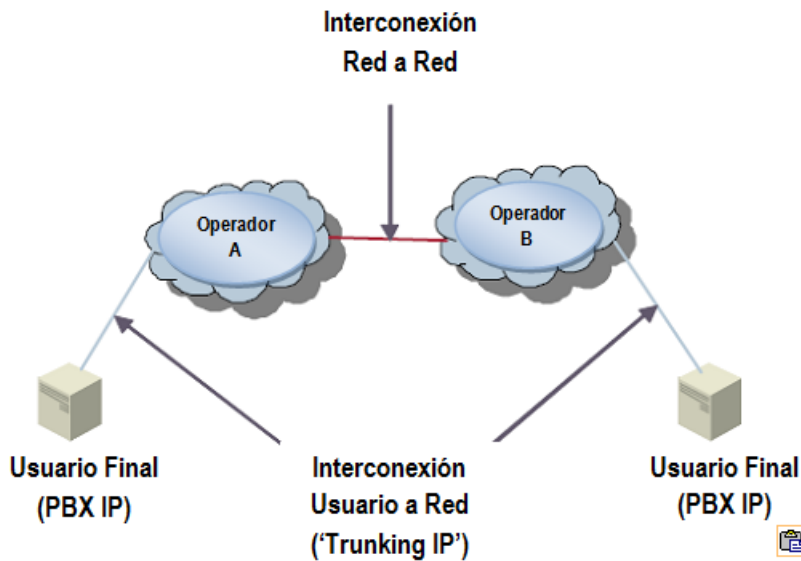 Interconexión
Red a Red
Operador
A
Operador
B
Usuario Final
(PBX IP)
Interconexión
Usuario a Red
(‘Trunking IP’)
Usuario Final
(PBX IP)